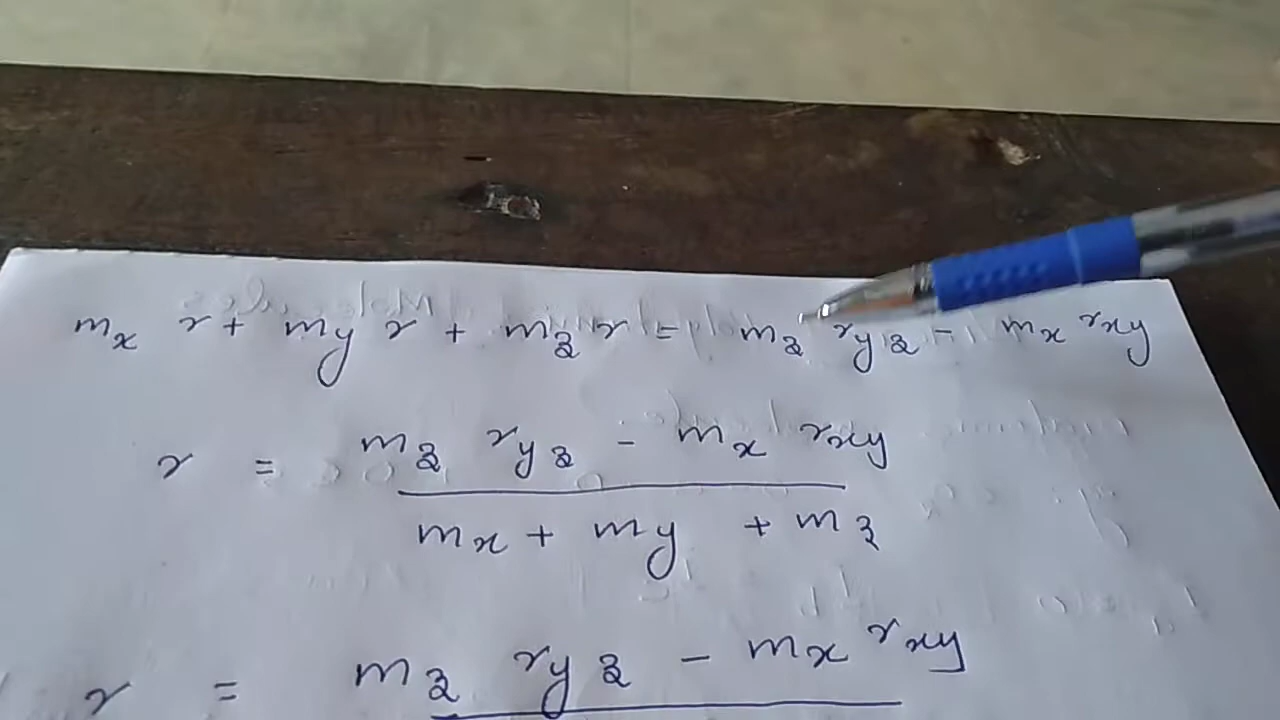 mx r + my r + mz r = mz ryz - mx rxy
r = mz ryz - mx rxy
mx + my + mz
r = mz ryz - mx rxy